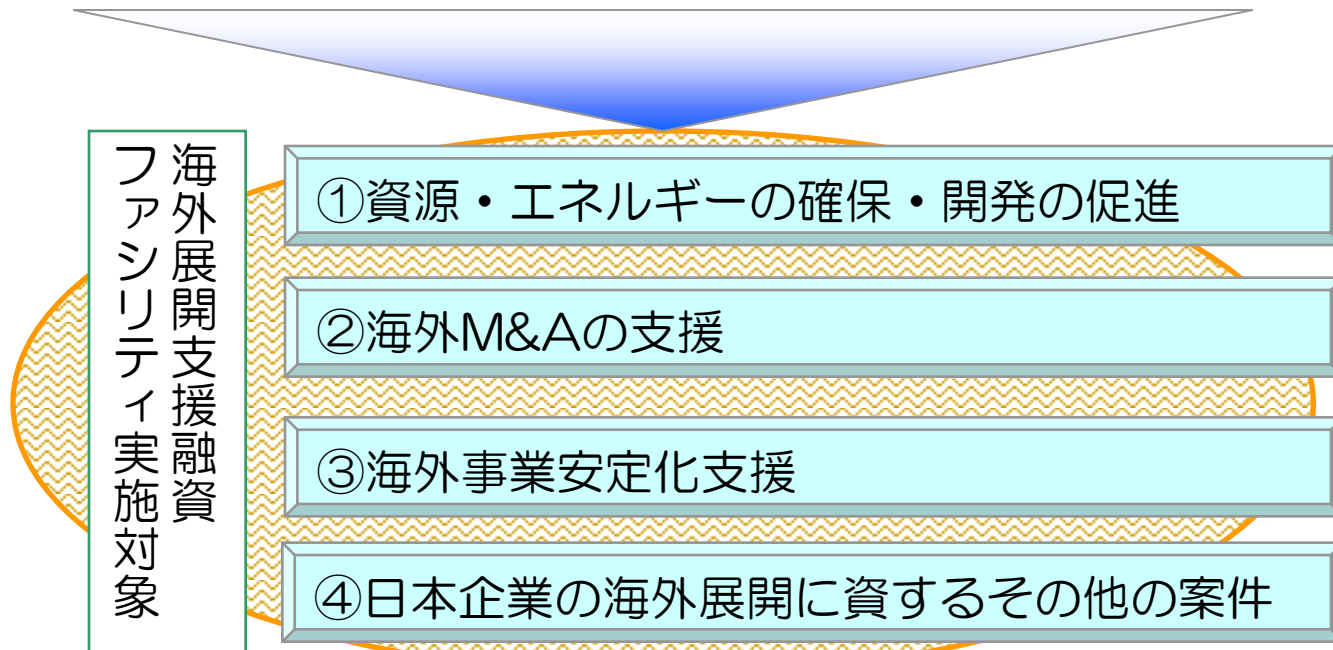 海外展開支援融資
ファシリティ実施対象
①資源・エネルギーの確保・開発の促進
②海外M&Aの支援
③海外事業安定化支援
④日本企業の海外展開に資するその他の案件